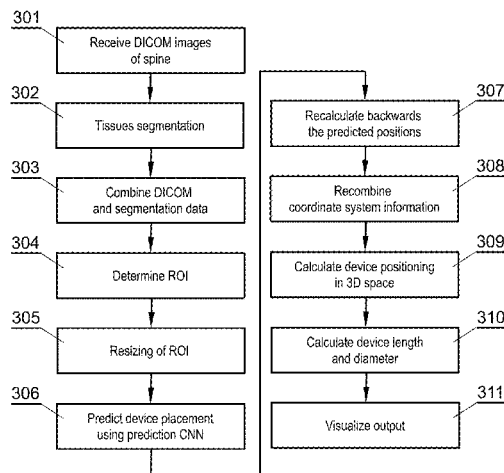 301
Receive DICOM images
of spine
302
Tissues segmentation
303
Combine DICOM
and segmentation data
304
Determine ROI
305
Resizing of ROI
306
Predict device placement
using prediction CNN
307
Recalculate backwards
the predicted positions
308
Recombine
coordinate system information
309
Calculate device positioning
in 3D space
310
Calculate device length
and diameter
311
Visualize output